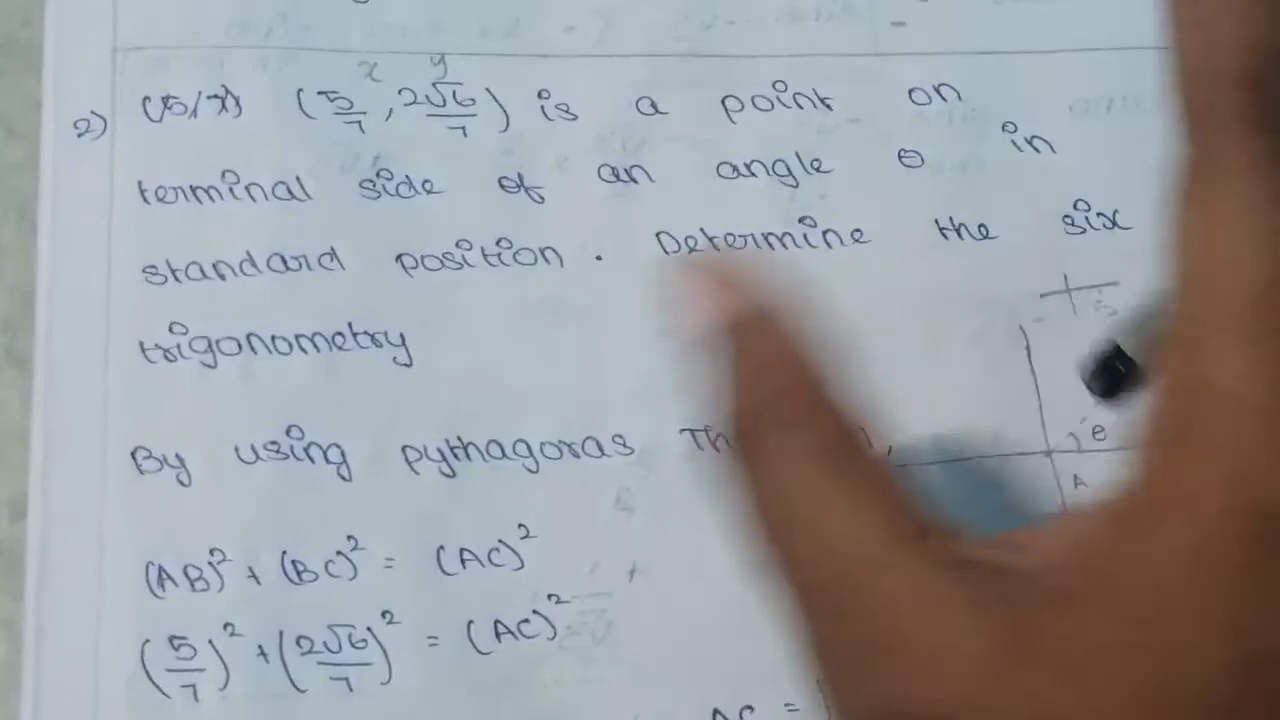 2) (5/7) (5/7, 2√6/7) is a point on
x y
terminal side of an angle θ in
standard position. Determine the six
trigonometry
By using pythagoras
θ
A
(AB)² + (BC)² = (AC)²
(5/7)² + (2√6/7)² = (AC)²
AC =